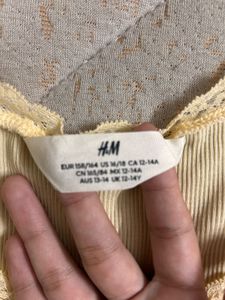 H&M
EUR 158/164 US 16/18 CA 12-14A
CN 165/84 MX 12-14A
AUS 13-14 UK 12-14Y